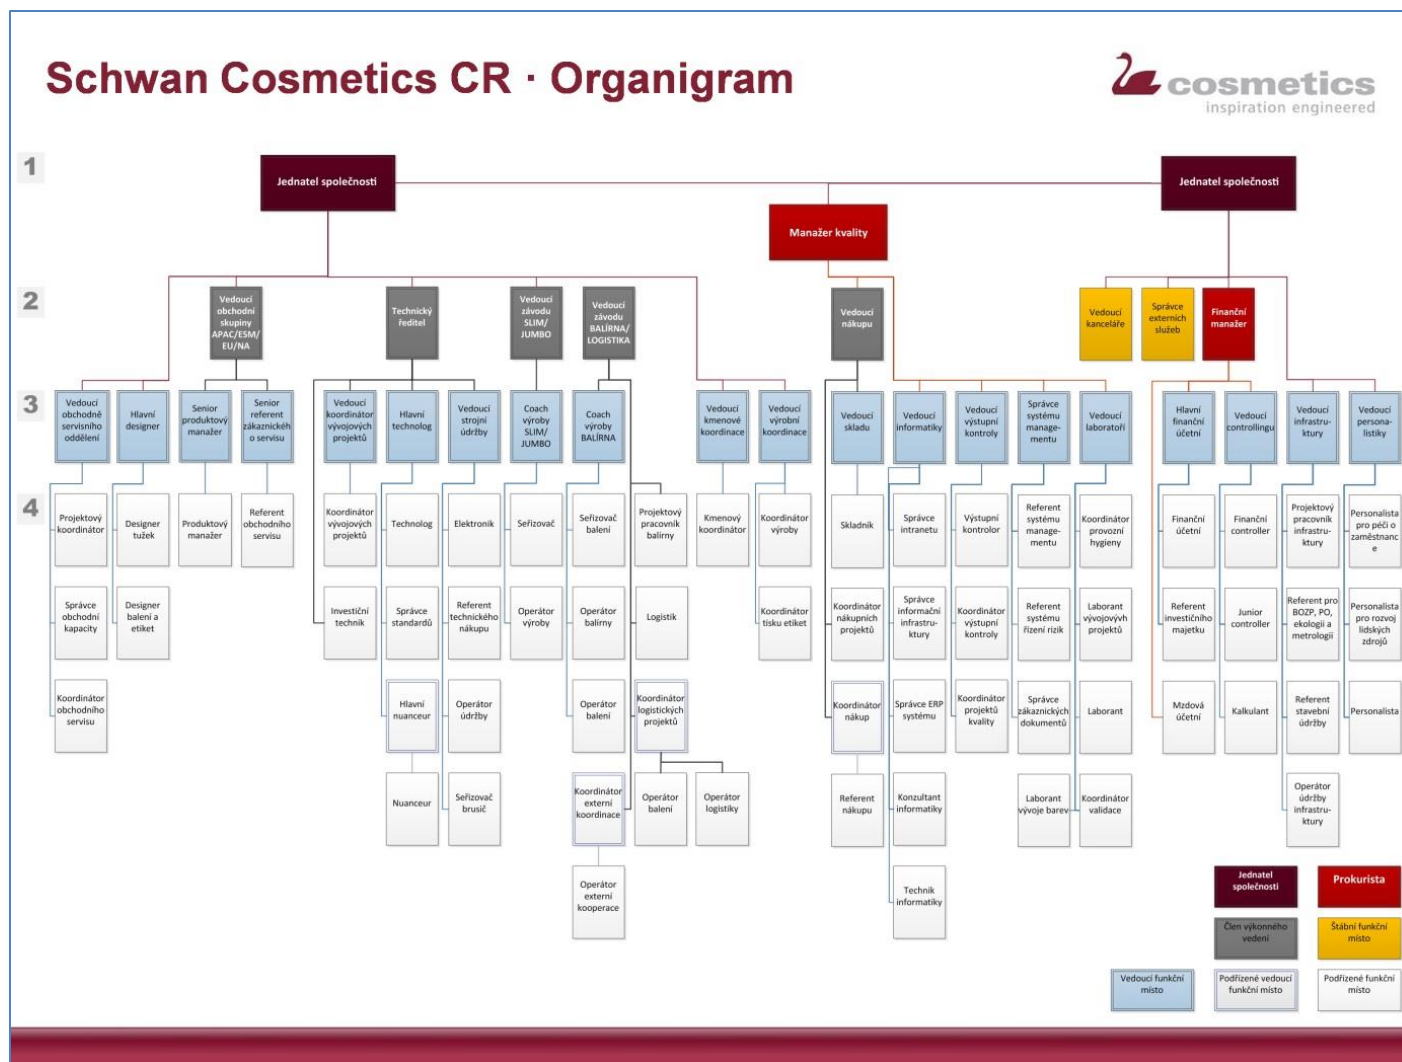 Schwan Cosmetics CR · Organigram
cosmetics
inspiration engineered
1
Jednatel společnosti
Jednatel společnosti
Manažer kvality
2
Vedoucí
obchodní
skupiny
APAC/ESM/
EU/NA
Technický
ředitel
Vedoucí
závodu
SLIM/
JUMBO
Vedoucí
závodu
BALÍRNA/
LOGISTIKA
Vedoucí
nákupu
Vedoucí
kanceláře
Správce
externích
služeb
Finanční
manažer
3
Vedoucí
obchodně
servisního
oddělení
Hlavní
designer
Senior
produktový
manažer
Senior
referent
zákaznickéh
o servisu
Vedoucí
koordinátor
vývojových
projektů
Hlavní
technolog
Vedoucí
strojní
údržby
Coach
výroby
SLIM/
JUMBO
Coach
výroby
BALÍRNA
Vedoucí
kmenové
koordinace
Vedoucí
výrobní
koordinace
Vedoucí
skladu
Vedoucí
informatiky
Vedoucí
výstupní
kontroly
Správce
systému
manage-
mentu
Vedoucí
laboratoří
Hlavní
finanční
účetní
Vedoucí
controllingu
Vedoucí
infrastru-
ktury
Vedoucí
persona-
listiky
4
Projektový
koordinátor
Designer
tužek
Produktový
manažer
Referent
obchodního
servisu
Koordinátor
vývojových
projektů
Technolog
Elektronik
Seřizovač
Seřizovač
balení
Projektový
pracovník
balírny
Kmenový
koordinátor
Koordinátor
výroby
Skladník
Správce
intranetu
Výstupní
kontrolor
Referent
systému
manage-
mentu
Koordinátor
provozní
hygieny
Finanční
účetní
Finanční
controller
Projektový
pracovník
infrastru-
ktury
Personalista
pro péči o
zaměstnanc
e
Správce
obchodní
kapacity
Designer
balení a
etiket
Investiční
technik
Správce
standardů
Referent
technického
nákupu
Operátor
výroby
Operátor
balírny
Logistik
Koordinátor
tisku etiket
Koordinátor
nákupních
projektů
Správce
informační
infrastru-
ktury
Koordinátor
výstupní
kontroly
Referent
systému
řízení rizik
Laborant
vývojovývh
projektů
Referent
investičního
majetku
Junior
controller
Referent pro
BOZP, PO,
ekologii a
metrologii
Personalista
pro rozvoj
lidských
zdrojů
Koordinátor
obchodního
servisu
Hlavní
nuanceur
Operátor
údržby
Operátor
balení
Koordinátor
logistických
projektů
Koordinátor
nákup
Správce ERP
systému
Koordinátor
projektů
kvality
Správce
zákaznických
dokumentů
Laborant
Mzdová
účetní
Kalkulant
Referent
stavební
údržby
Personalista
Nuanceur
Seřizovač
brusič
Koordinátor
externí
koordinace
Operátor
balení
Operátor
logistiky
Referent
nákupu
Konzultant
informatiky
Laborant
vývoje barev
Koordinátor
validace
Operátor
údržby
infrastru-
ktury
Operátor
externí
kooperace
Technik
informatiky
Jednatel
společnosti
Prokurista
Člen výkonného
vedení
Štábní funkční
místo
Vedoucí funkční
místo
Podřízené vedoucí
funkční místo
Podřízené funkční
místo